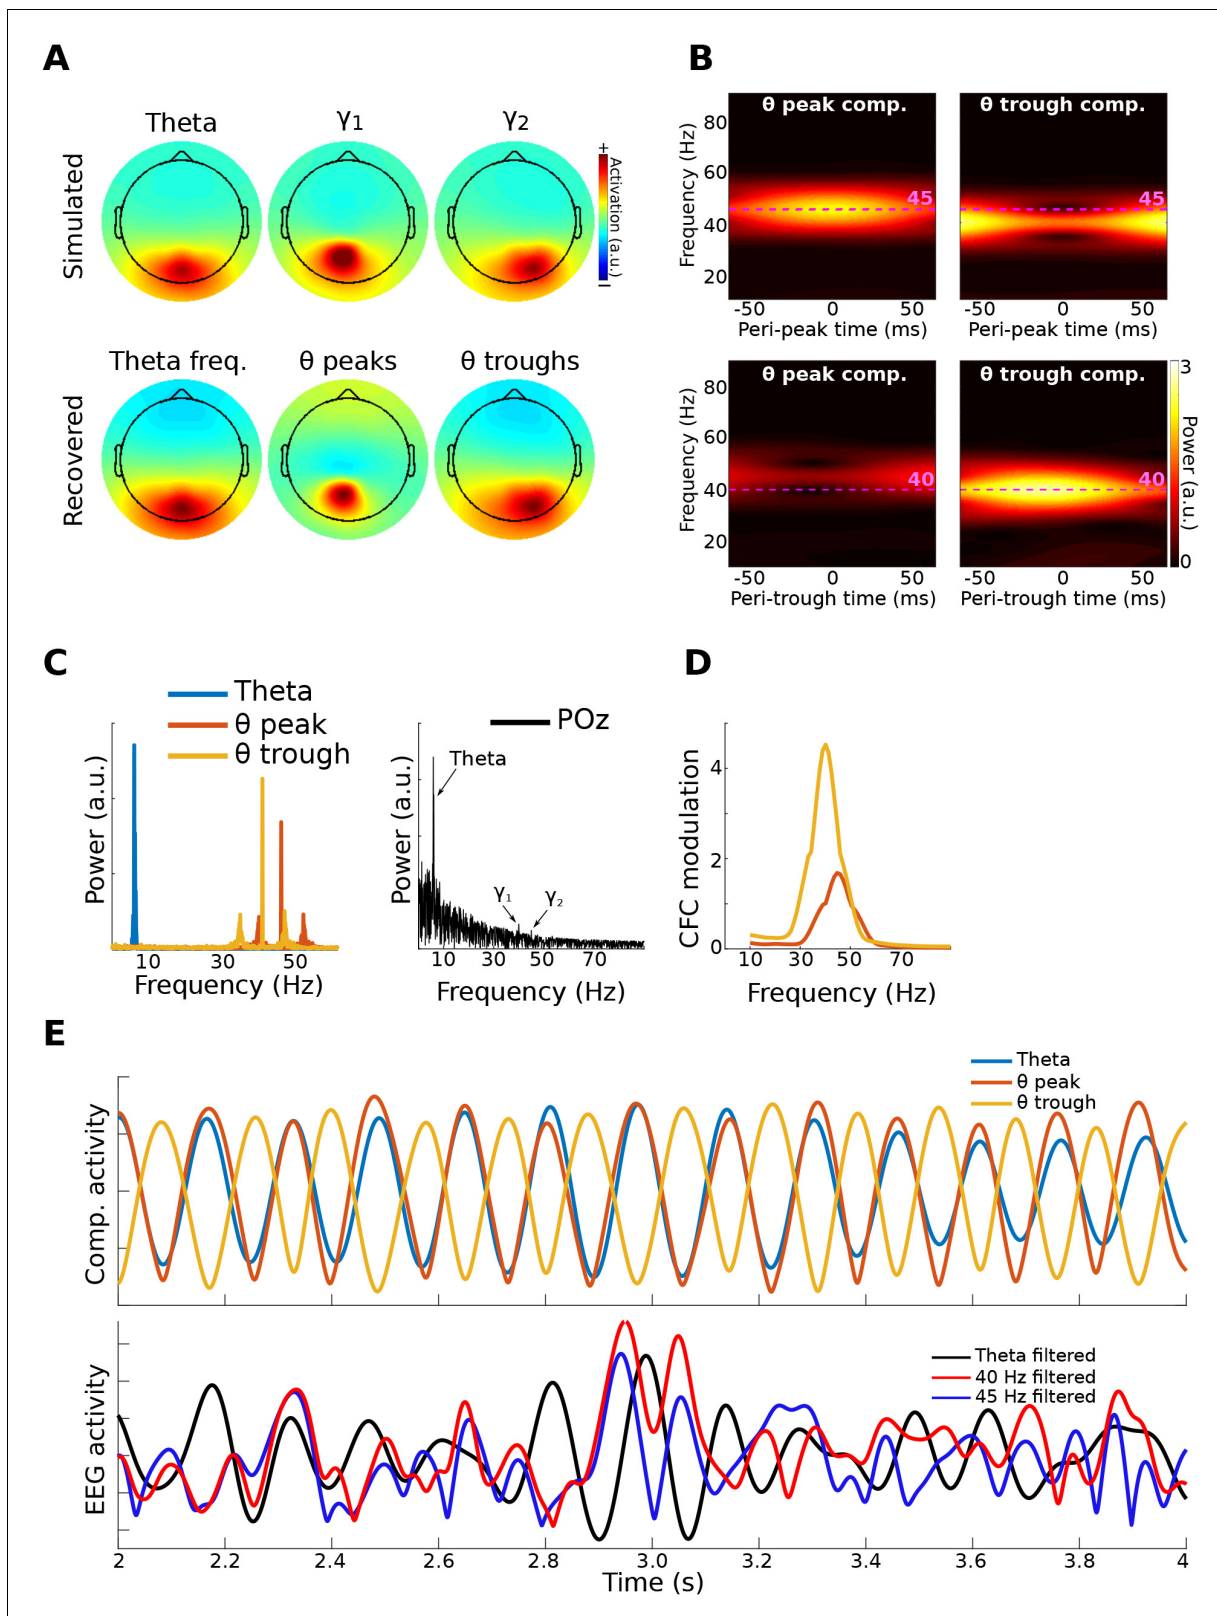 A
Theta
γ1
γ2
Simulated
+
Activation (a.u.)
−
Theta freq.
θ peaks
θ troughs
Recovered
B
θ peak comp.
θ trough comp.
Frequency (Hz)
80
60
40
20
45
45
-50 0 50
-50 0 50
Peri-peak time (ms)
Peri-peak time (ms)
θ peak comp.
θ trough comp.
Frequency (Hz)
80
60
40
20
40
40
3
Power (a.u.)
0
-50 0 50
-50 0 50
Peri-trough time (ms)
Peri-trough time (ms)
C
Theta
θ peak
θ trough
Power (a.u.)
10 30 50
Frequency (Hz)
POz
Theta
γ1
γ2
Power (a.u.)
10 30 50 70
Frequency (Hz)
D
CFC modulation
4
2
0
10 30 50 70
Frequency (Hz)
E
Theta
θ peak
θ trough
Comp. activity
Theta filtered
40 Hz filtered
45 Hz filtered
EEG activity
2 2.2 2.4 2.6 2.8 3.0 3.2 3.4 3.6 3.8 4
Time (s)